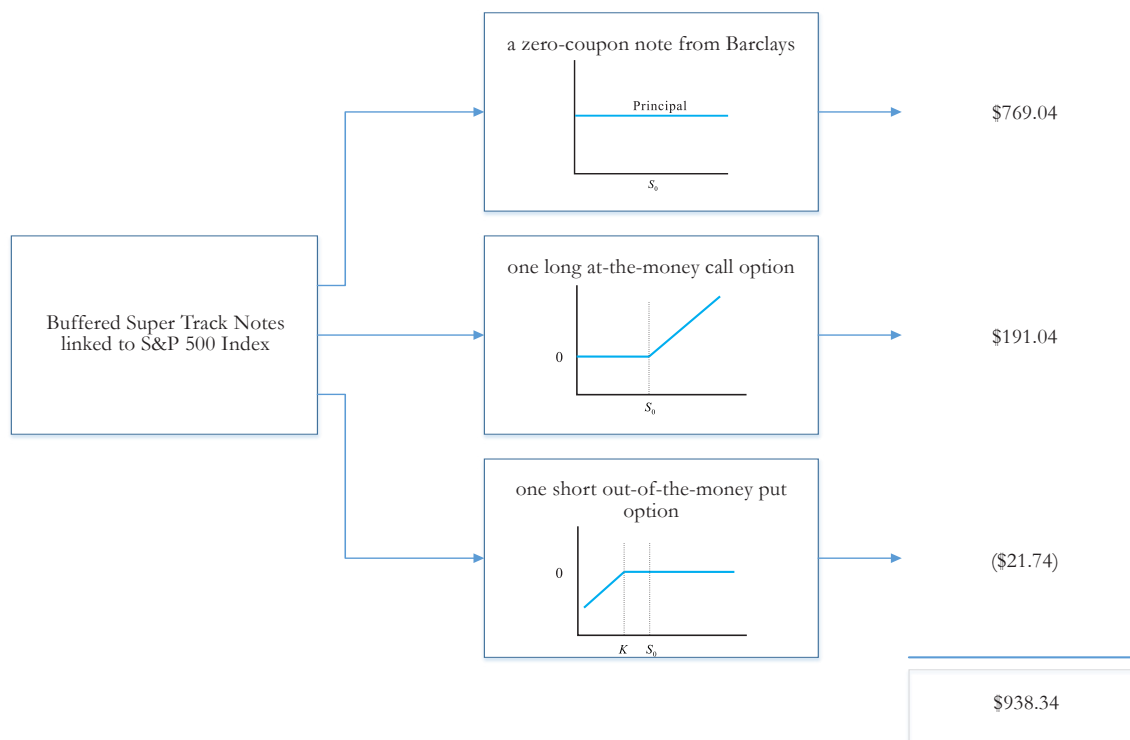 a zero-coupon note from Barclays
Principal
S₀
$769.04
Buffered Super Track Notes
linked to S&P 500 Index
one long at-the-money call option
0
S₀
$191.04
one short out-of-the-money put
option
0
K S₀
($21.74)
$938.34